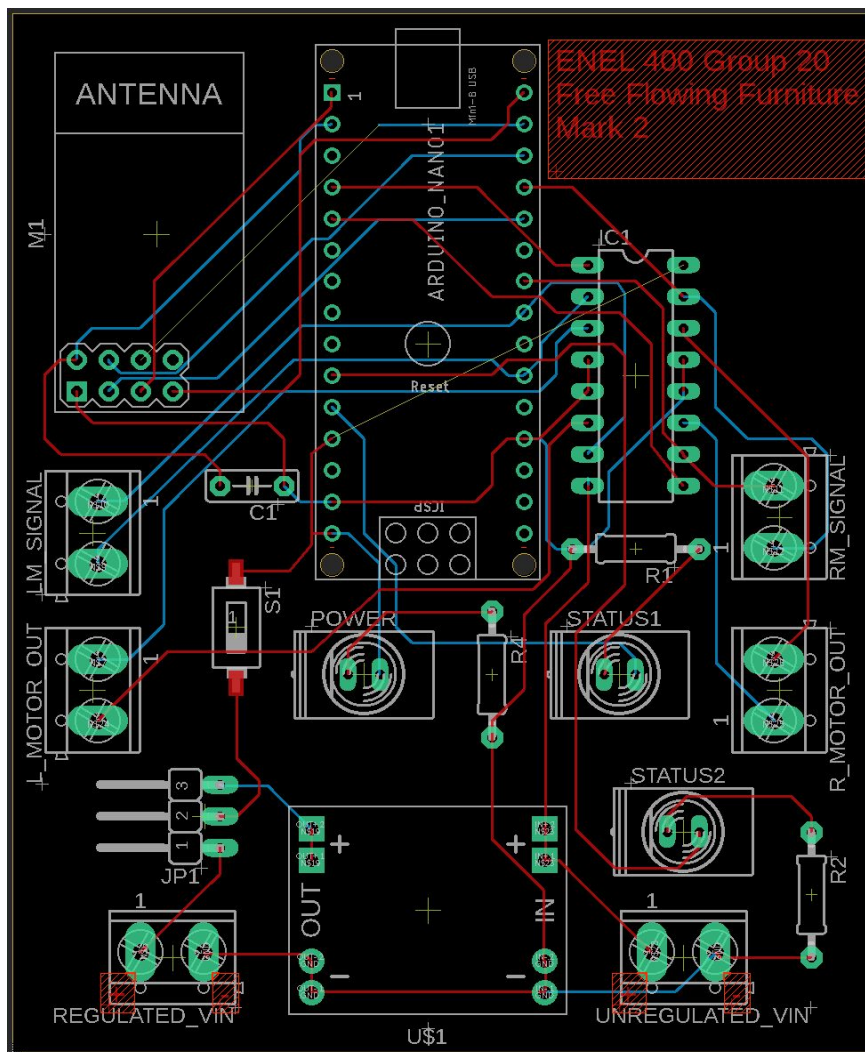 ENEL 400 Group 20
Free Flowing Furniture
Mark 2
ANTENNA
M1
1
Mini-B USB
ARDUINO_NANO1
Reset
ICSP
IC1
LM_SIGNAL
1
C1
RM_SIGNAL
1
R1
S1
1
POWER
R4
STATUS1
L_MOTOR_OUT
1
R_MOTOR_OUT
1
STATUS2
3
2
1
JP1
+
+
OUT
IN
-
-
R2
1
REGULATED_VIN
1
UNREGULATED_VIN
U$1